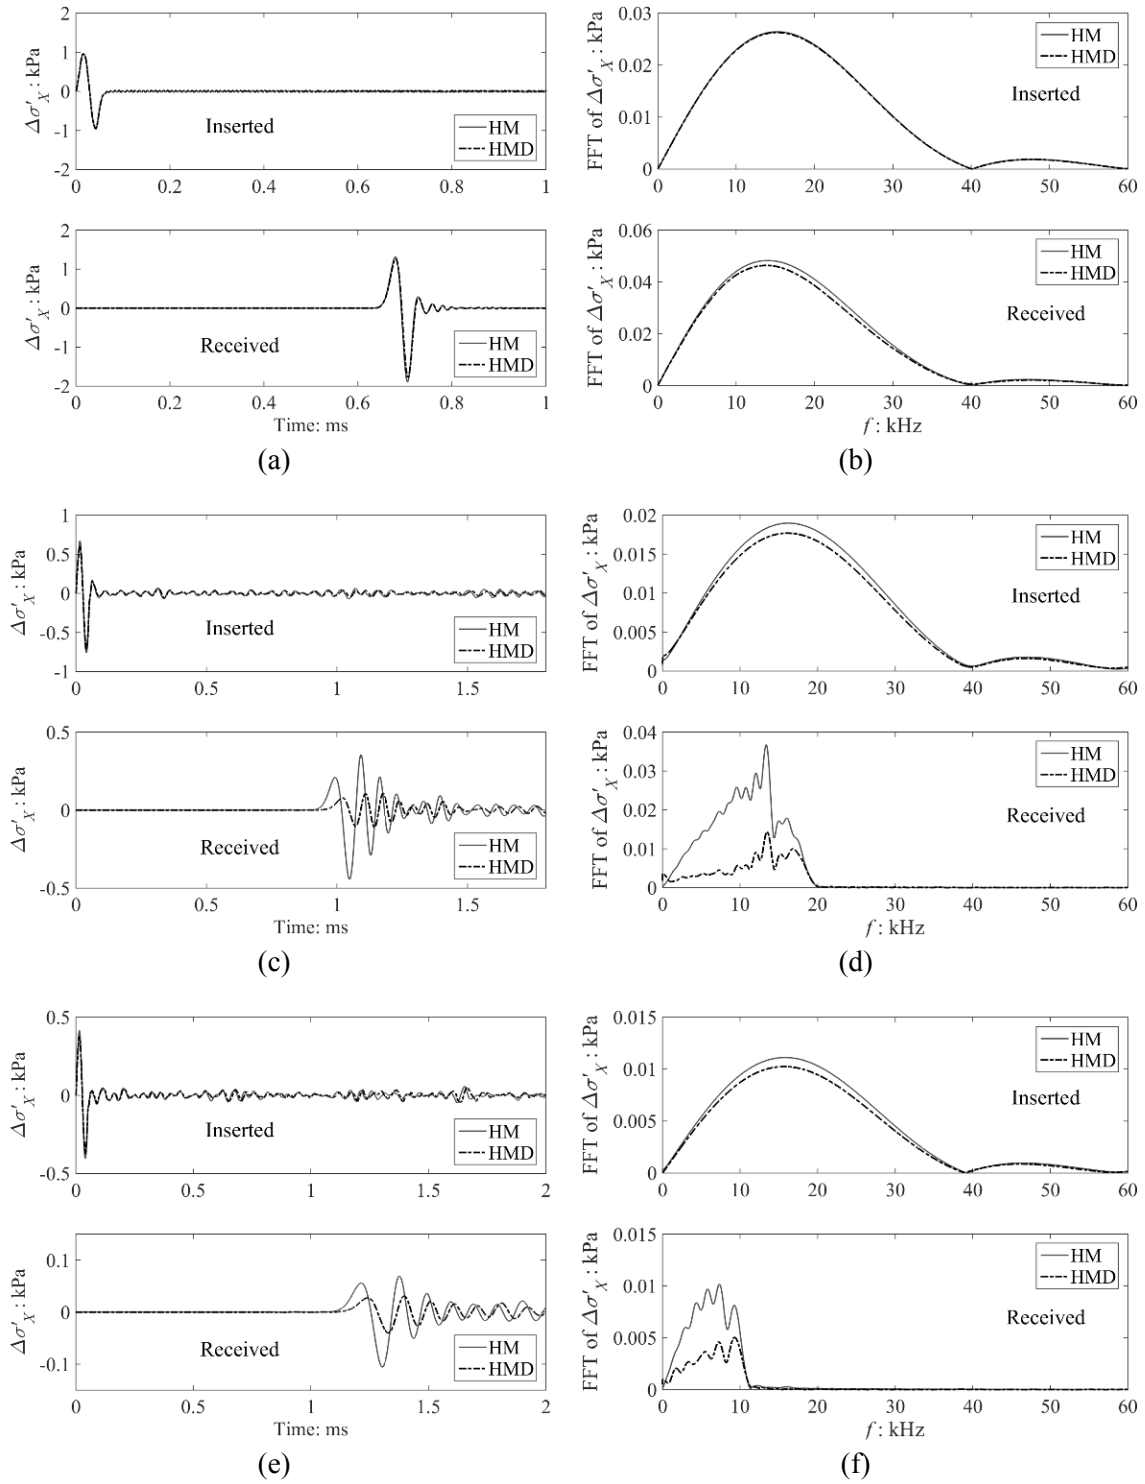 Δσ′X : kPa
2
1
0
-1
-2
Inserted
HM
HMD
0 0.2 0.4 0.6 0.8 1
Δσ′X : kPa
2
1
0
-1
-2
Received
HM
HMD
0 0.2 0.4 0.6 0.8 1
Time: ms
(a)
FFT of Δσ′X : kPa
0.03
0.02
0.01
0
HM
HMD
Inserted
0 10 20 30 40 50 60
FFT of Δσ′X : kPa
0.06
0.04
0.02
0
HM
HMD
Received
0 10 20 30 40 50 60
f : kHz
(b)
Δσ′X : kPa
1
0.5
0
-0.5
-1
Inserted
HM
HMD
0 0.5 1 1.5
Δσ′X : kPa
0.5
0
-0.5
Received
HM
HMD
0 0.5 1 1.5
Time: ms
(c)
FFT of Δσ′X : kPa
0.02
0.015
0.01
0.005
0
HM
HMD
Inserted
0 10 20 30 40 50 60
FFT of Δσ′X : kPa
0.04
0.03
0.02
0.01
0
HM
HMD
Received
0 10 20 30 40 50 60
f : kHz
(d)
Δσ′X : kPa
0.5
0
-0.5
Inserted
HM
HMD
0 0.5 1 1.5 2
Δσ′X : kPa
0.1
0
-0.1
Received
HM
HMD
0 0.5 1 1.5 2
Time: ms
(e)
FFT of Δσ′X : kPa
0.015
0.01
0.005
0
HM
HMD
Inserted
0 10 20 30 40 50 60
FFT of Δσ′X : kPa
0.015
0.01
0.005
0
HM
HMD
Received
0 10 20 30 40 50 60
f : kHz
(f)